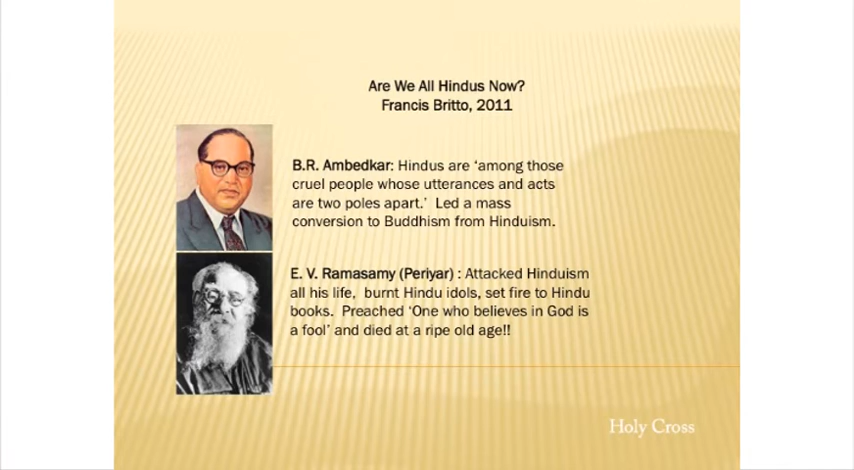 Are We All Hindus Now?
Francis Britto, 2011
B.R. Ambedkar: Hindus are ‘among those
cruel people whose utterances and acts
are two poles apart.’ Led a mass
conversion to Buddhism from Hinduism.
E. V. Ramasamy (Periyar) : Attacked Hinduism
all his life, burnt Hindu idols, set fire to Hindu
books. Preached ‘One who believes in God is
a fool’ and died at a ripe old age!!
Holy Cross